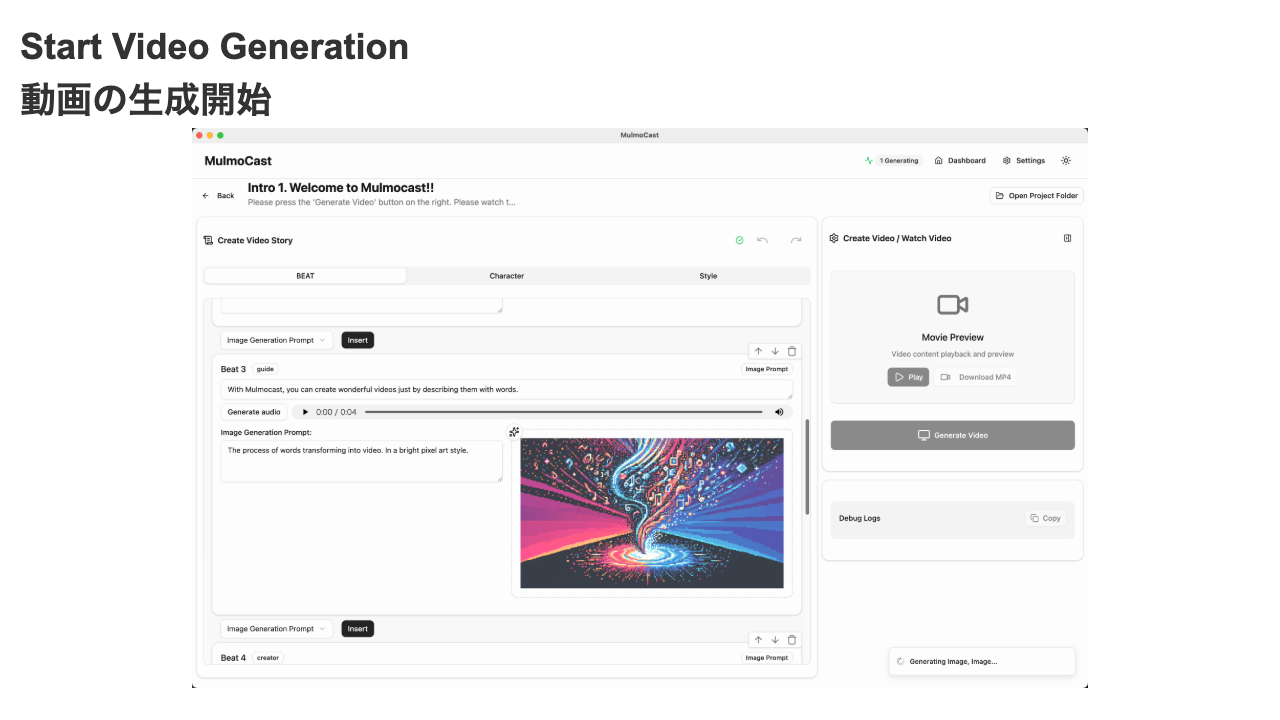 Start Video Generation
動画の生成開始
MulmoCast
MulmoCast
1 Generating
Dashboard
Settings
Back
Intro 1. Welcome to Mulmocast!!
Please press the 'Generate Video' button on the right. Please watch t...
Open Project Folder
Create Video Story
BEAT
Character
Style
Image Generation Prompt
Insert
Beat 3
guide
Image Prompt
With Mulmocast, you can create wonderful videos just by describing them with words.
Generate audio
0:00 / 0:04
Image Generation Prompt:
The process of words transforming into video. In a bright pixel art style.
Image Generation Prompt
Insert
Beat 4
creator
Image Prompt
Create Video / Watch Video
Movie Preview
Video content playback and preview
Play
Download MP4
Generate Video
Debug Logs
Copy
Generating Image, Image...